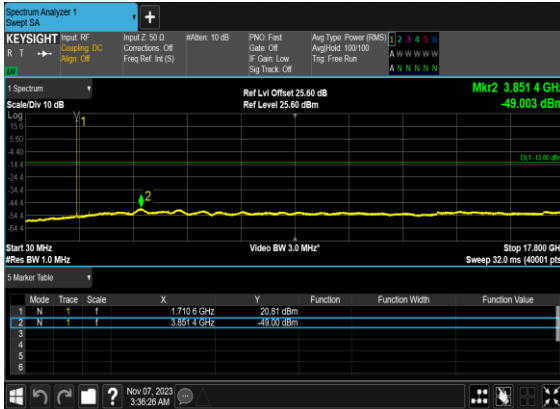 Spectrum Analyzer 1
Swept SA
+
KEYSIGHT Input: RF Input Z: 50 Ω #Atten: 10 dB PNO: Fast Avg Type: Power (RMS) 1 2 3 4 5 6
R T Coupling: DC Corrections: Off Gate: Off Avg|Hold: 100/100 A W W W W W
Align: Off Freq Ref: Int (S) IF Gain: Low Trig: Free Run
Sig Track: Off A N N N N N
1 Spectrum Ref Lvl Offset 25.60 dB Mkr2 3.851 4 GHz
Scale/Div 10 dB Ref Level 25.60 dBm -49.003 dBm
Log
15.6 1
5.60
-4.40
-14.4 DL1 -13.00 dBm
-24.4
-34.4
-44.4 2
-54.4
-64.4
Start 30 MHz Video BW 3.0 MHz* Stop 17.800 GHz
#Res BW 1.0 MHz Sweep 32.0 ms (40001 pts)
5 Marker Table
Mode Trace Scale X Y Function Function Width Function Value
1 N 1 f 1.710 6 GHz 20.81 dBm
2 N 1 f 3.851 4 GHz -49.00 dBm
3
4
5
6
? Nov 07, 2023
3:36:26 AM